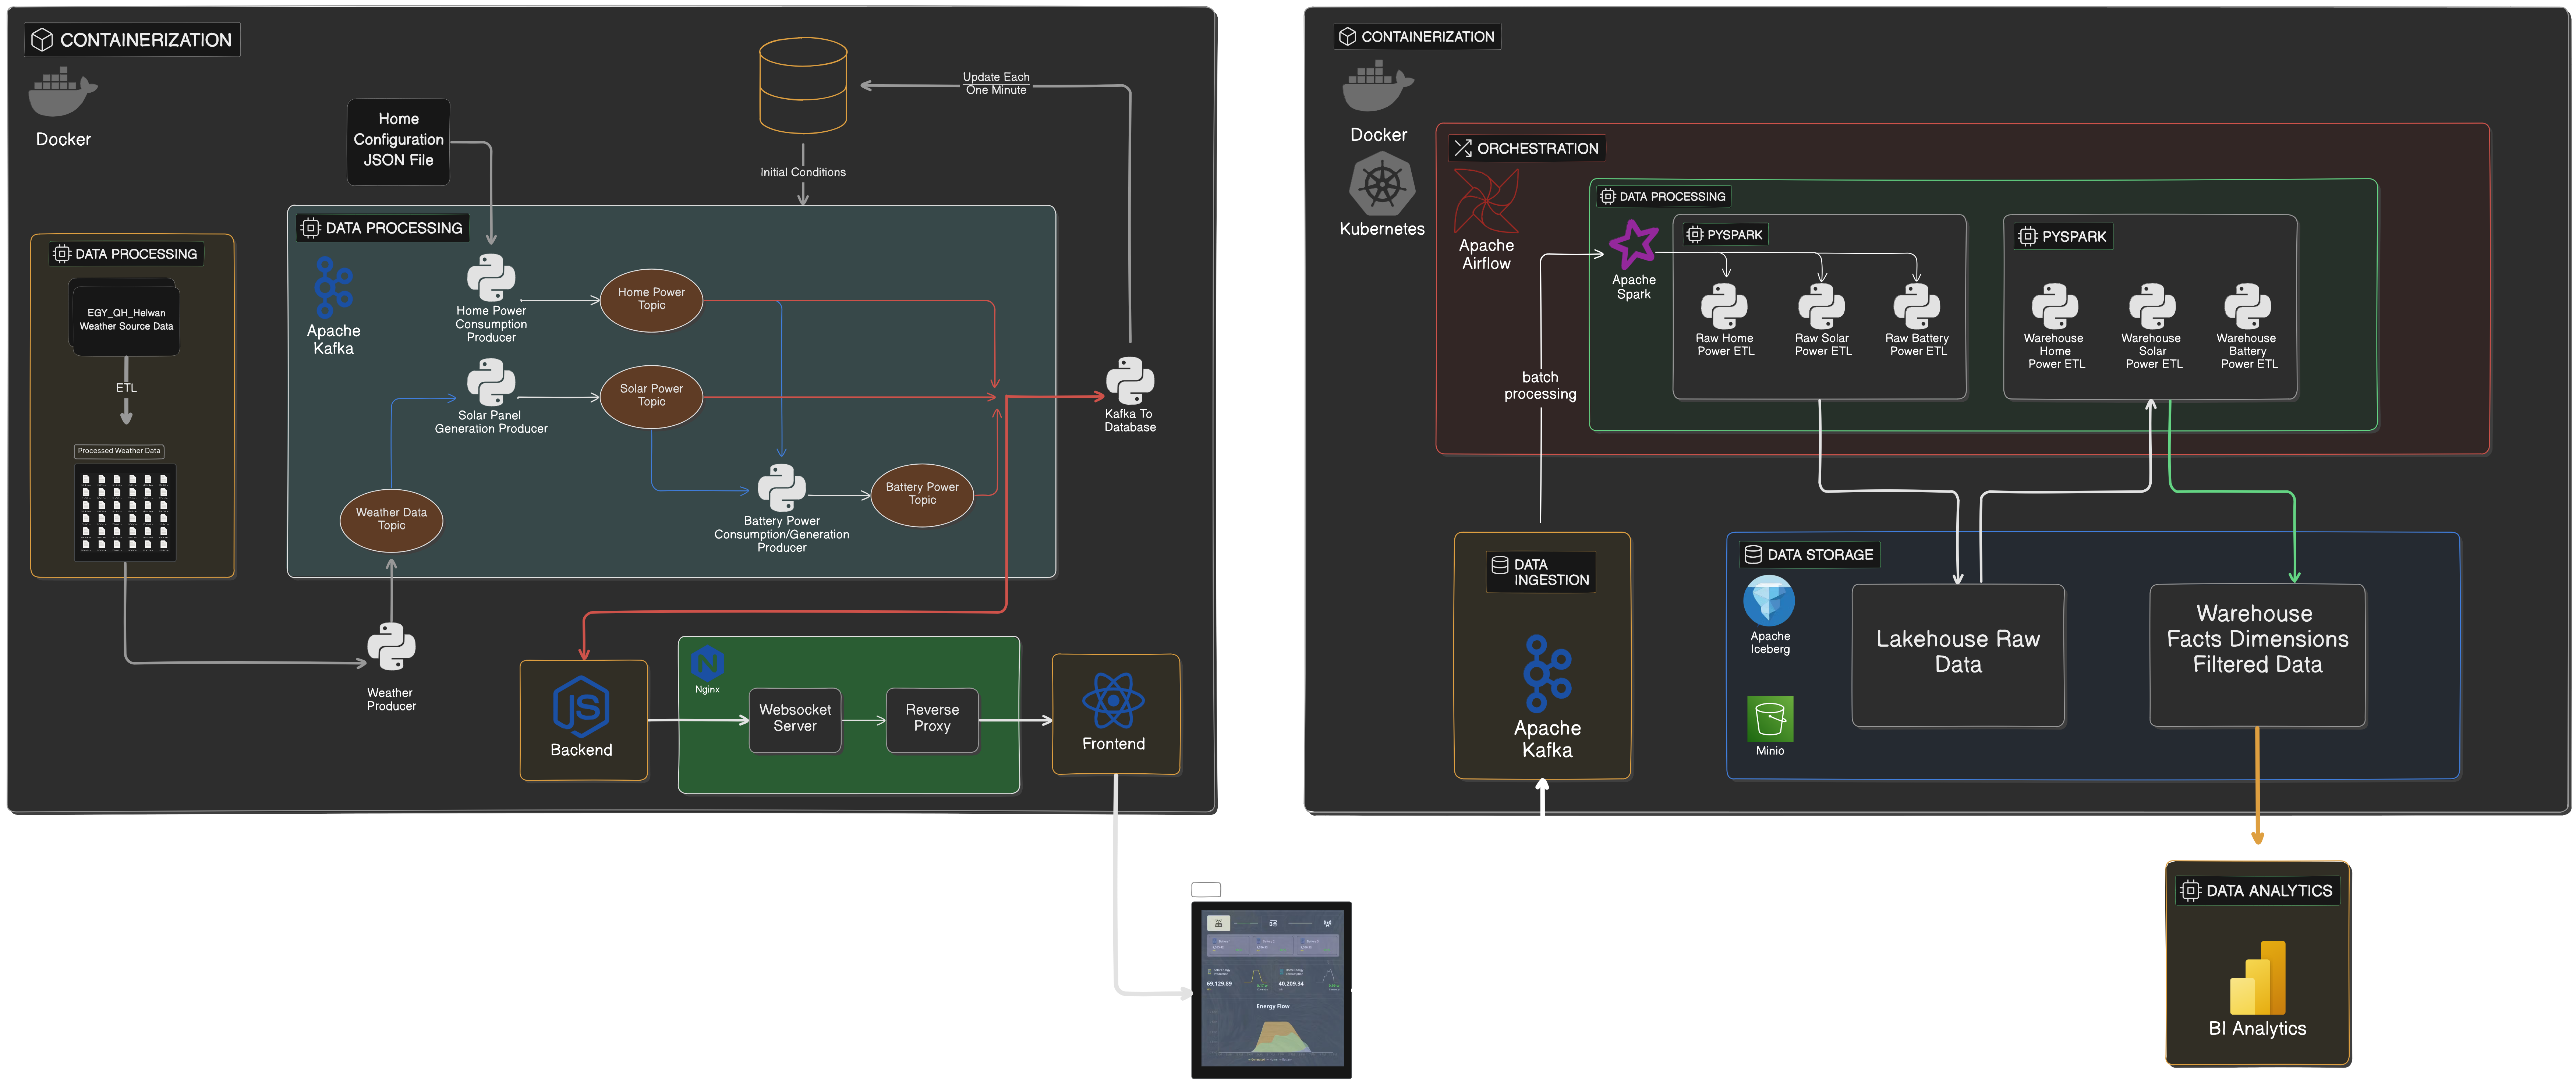 CONTAINERIZATION
Docker
Home
Configuration
JSON File
Update Each
One Minute
Initial Conditions
DATA PROCESSING
EGY_QH_Helwan
Weather Source Data
ETL
Processed Weather Data
DATA PROCESSING
Apache
Kafka
Home Power
Consumption
Producer
Home Power
Topic
Solar Panel
Generation Producer
Solar Power
Topic
Weather Data
Topic
Battery Power
Consumption/Generation
Producer
Battery Power
Topic
Kafka To
Database
Weather
Producer
JS
Backend
Nginx
Websocket
Server
Reverse
Proxy
Frontend
69,129.89
40,209.34
Energy Flow
CONTAINERIZATION
Docker
Kubernetes
ORCHESTRATION
Apache
Airflow
DATA PROCESSING
Apache
Spark
PYSPARK
Raw Home
Power ETL
Raw Solar
Power ETL
Raw Battery
Power ETL
PYSPARK
Warehouse
Home
Power ETL
Warehouse
Solar
Power ETL
Warehouse
Battery
Power ETL
batch
processing
DATA
INGESTION
Apache
Kafka
DATA STORAGE
Apache
Iceberg
Minio
Lakehouse Raw
Data
Warehouse
Facts Dimensions
Filtered Data
DATA ANALYTICS
BI Analytics